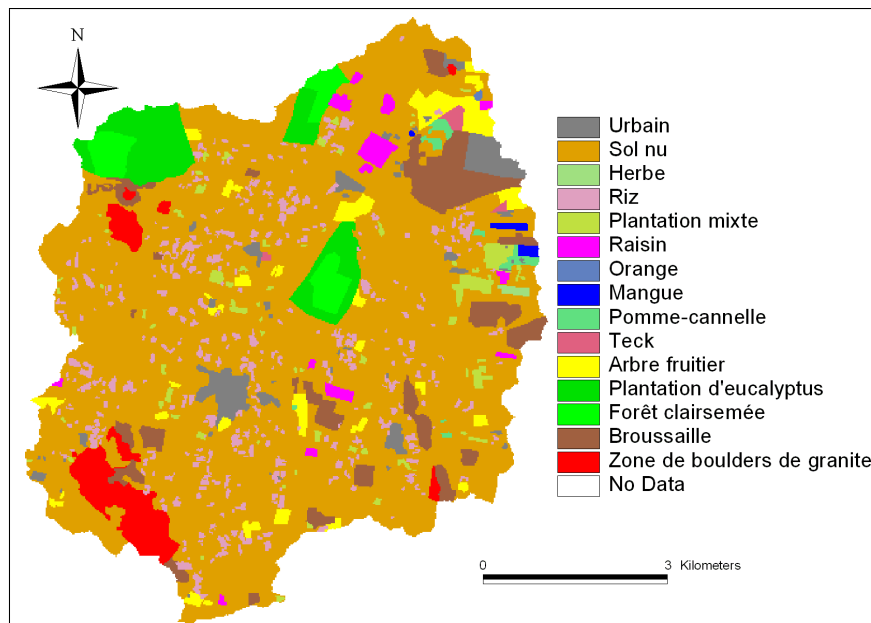 N
Urbain
Sol nu
Herbe
Riz
Plantation mixte
Raisin
Orange
Mangue
Pomme-cannelle
Teck
Arbre fruitier
Plantation d'eucalyptus
Forêt clairsemée
Broussaille
Zone de boulders de granite
No Data
0 3 Kilometers